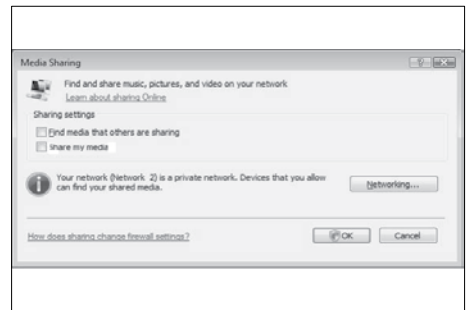 Media Sharing
Find and share music, pictures, and video on your network
Learn about sharing Online
Sharing settings
Find media that others are sharing
Share my media
Your network (Network 2) is a private network. Devices that you allow
can find your shared media.
Networking...
How does sharing change firewall settings?
OK
Cancel